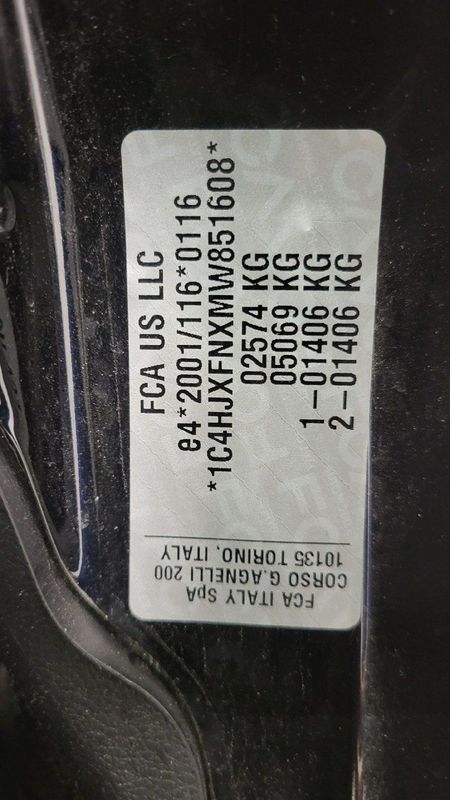 FCA US LLC
e4*2001/116*0116
*1C4HJXFNXMW851608*
02574 KG
05069 KG
1-01406 KG
2-01406 KG
FCA ITALY SpA
CORSO G.AGNELLI 200
10135 TORINO, ITALY